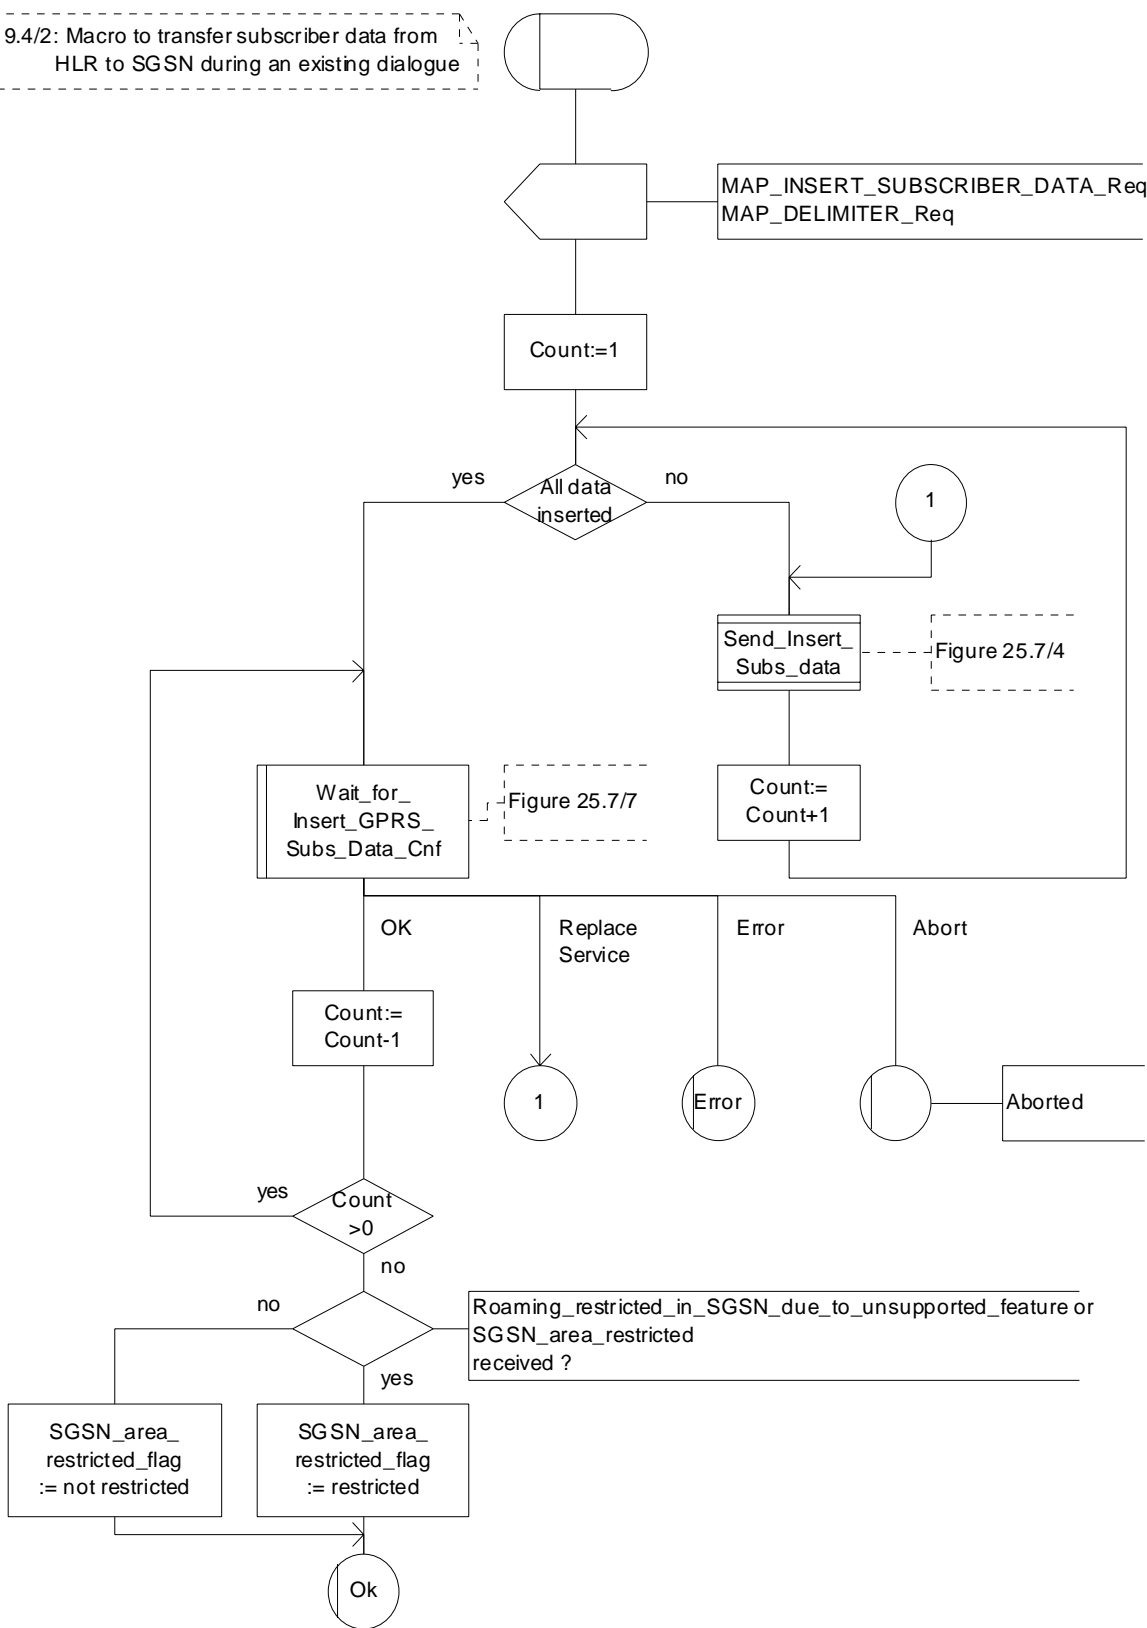 9.4/2: Macro to transfer subscriber data from
HLR to SGSN during an existing dialogue
MAP_INSERT_SUBSCRIBER_DATA_Req
MAP_DELIMITER_Req
Count:=1
yes
All data
inserted
no
1
Send_Insert_
Subs_data
Figure 25.7/4
Wait_for_
Insert_GPRS_
Subs_Data_Cnf
Figure 25.7/7
Count:=
Count+1
OK
Replace
Service
Error
Abort
Count:=
Count-1
1
Error
Aborted
yes
Count
>0
no
no
Roaming_restricted_in_SGSN_due_to_unsupported_feature or
SGSN_area_restricted
received ?
yes
SGSN_area_
restricted_flag
:= not restricted
SGSN_area_
restricted_flag
:= restricted
Ok